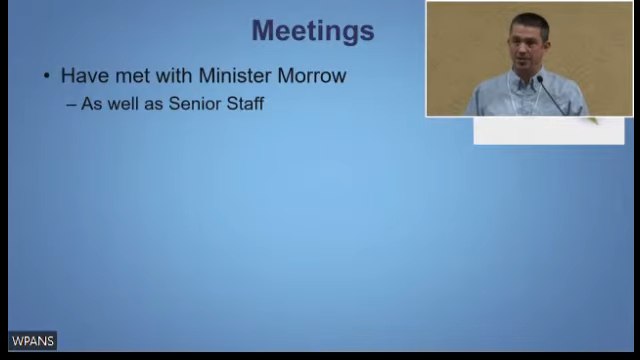 Meetings
• Have met with Minister Morrow
– As well as Senior Staff
WPANS